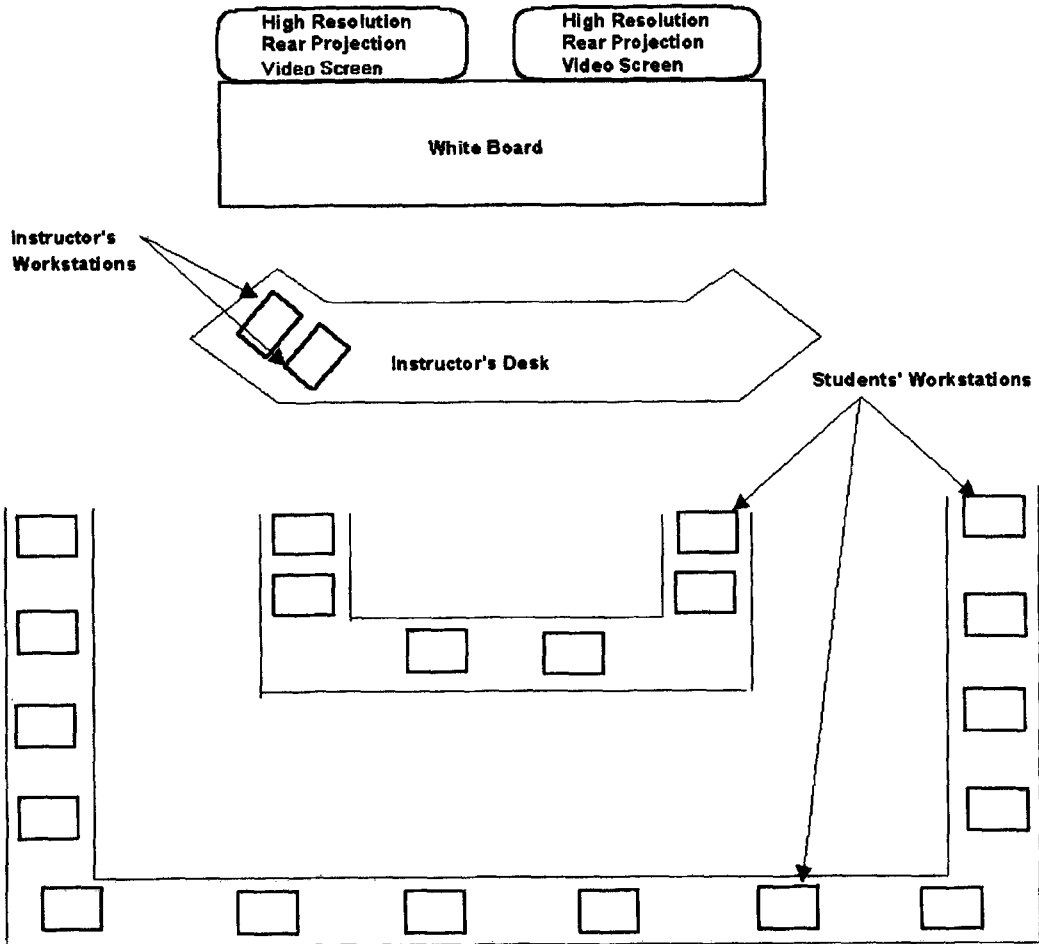 High Resolution
Rear Projection
Video Screen
High Resolution
Rear Projection
Video Screen
White Board
Instructor's
Workstations
Instructor's Desk
Students' Workstations